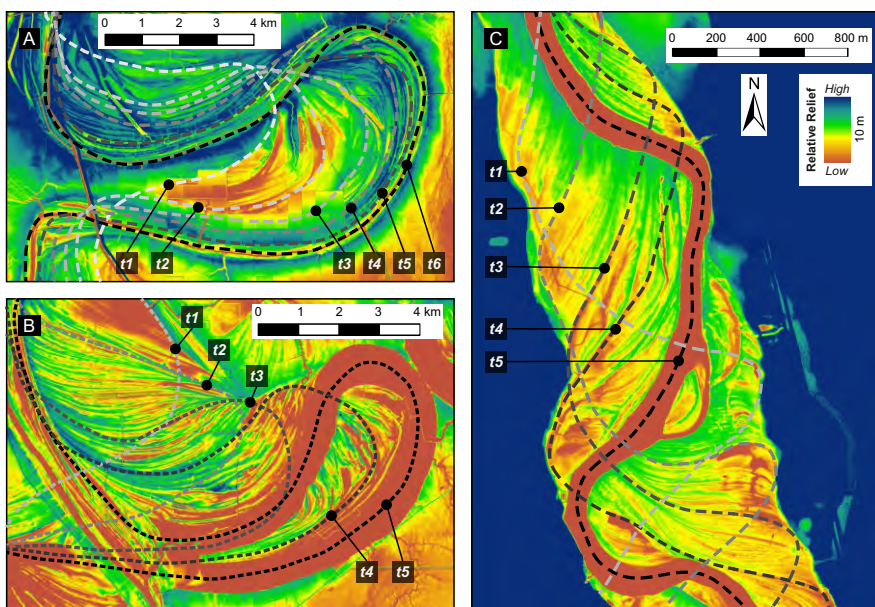 A
0 1 2 3 4 km
t1 t2 t3 t4 t5 t6
B
0 1 2 3 4 km
t1
t2
t3
t4 t5
C
0 200 400 600 800 m
N
High
Relative Relief
10 m
Low
t1
t2
t3
t4
t5